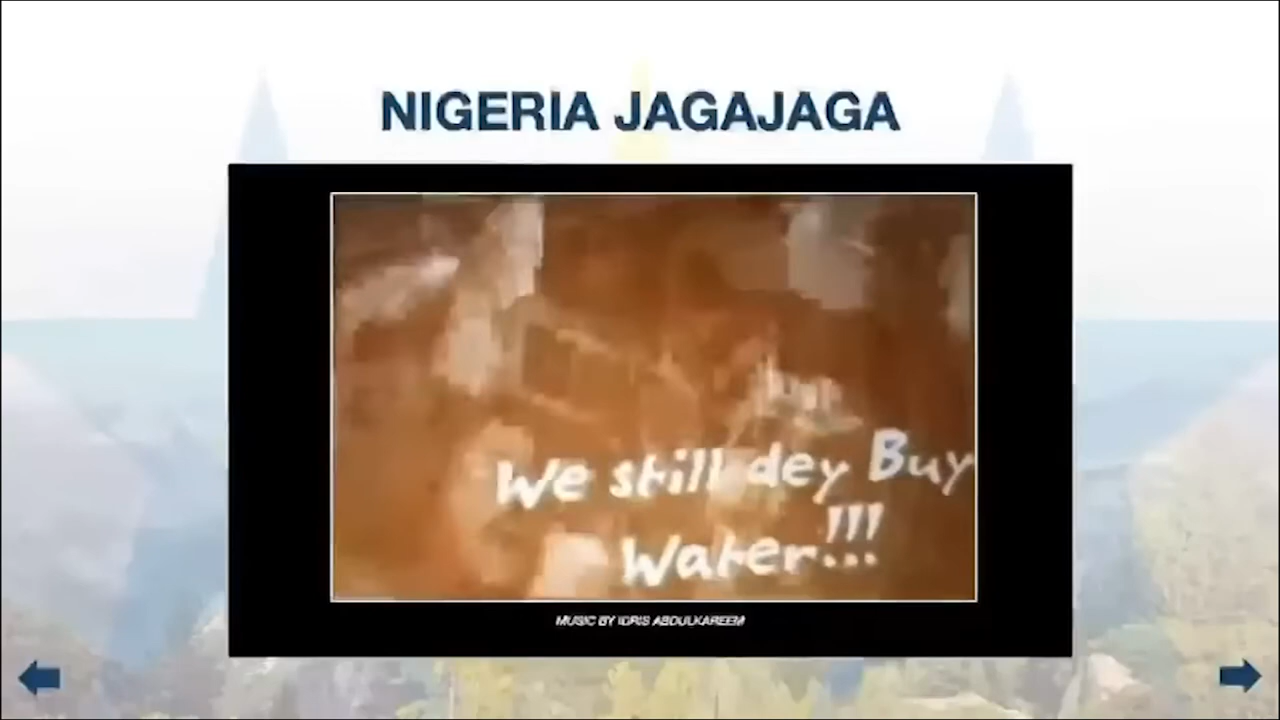 NIGERIA JAGAJAGA
We still dey Buy
Water!!!
MUSIC BY IDRIS ABDULKAREEM